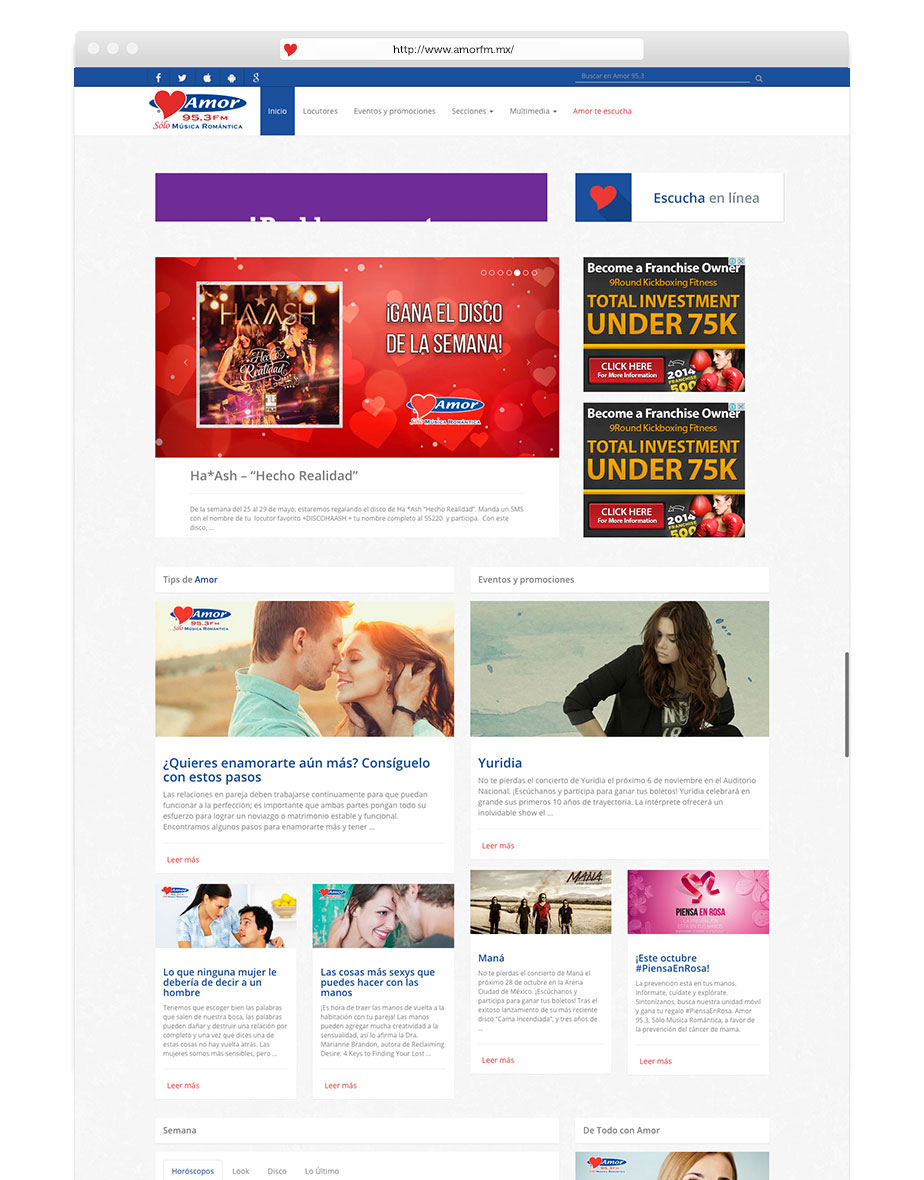 http://www.amorfm.mx/
Buscar en Amor 95.3
Amor
95.3FM
Sólo Música Romántica
Inicio
Locutores
Eventos y promociones
Secciones
Multimedia
Amor te escucha
Escucha en línea
HA*ASH
Hecho
Realidad
¡GANA EL DISCO
DE LA SEMANA!
Amor
Sólo Música Romántica
Ha*Ash – “Hecho Realidad”
De la semana del 25 al 29 de mayo, estaremos regalando el disco de Ha *Ash “Hecho Realidad”. Manda un SMS
con el nombre de tu locutor favorito +DISCOHAASH + tu nombre completo al 55220 y participa. Con este
disco, ...
Become a Franchise Owner
9Round Kickboxing Fitness
TOTAL INVESTMENT
UNDER 75K
CLICK HERE
For More Information
2014
FRANCHISE
500
Become a Franchise Owner
9Round Kickboxing Fitness
TOTAL INVESTMENT
UNDER 75K
CLICK HERE
For More Information
2014
FRANCHISE
500
Tips de Amor
Amor
95.3FM
Sólo Música Romántica
¿Quieres enamorarte aún más? Consíguelo
con estos pasos
Las relaciones en pareja deben trabajarse continuamente para que puedan
funcionar a la perfección; es importante que ambas partes pongan todo su
esfuerzo para lograr un noviazgo o matrimonio estable y funcional.
Encontramos algunos pasos para enamorarte más y tener ...
Leer más
Eventos y promociones
Yuridia
No te pierdas el concierto de Yuridia el próximo 6 de noviembre en el Auditorio
Nacional. ¡Escúchanos y participa para ganar tus boletos! Yuridia celebrará en
grande sus primeros 10 años de trayectoria. La intérprete ofrecerá un
inolvidable show el ...
Leer más
Amor
Lo que ninguna mujer le
debería de decir a un
hombre
Tenemos que escoger bien las palabras
que salen de nuestra boca, las palabras
pueden dañar y destruir una relación por
completo y una vez que dices una de
estas cosas no hay vuelta atrás. Las
mujeres somos más sensibles, pero ...
Leer más
Amor
Las cosas más sexys que
puedes hacer con las
manos
¡Es hora de traer las manos de vuelta a la
habitación con tu pareja! Las manos
pueden agregar mucha creatividad a la
sensualidad, así lo afirma la Dra.
Marianne Brandon, autora de Reclaiming
Desire: 4 Keys to Finding Your Lost ...
Leer más
MANÁ
Maná
No te pierdas el concierto de Maná el
próximo 28 de octubre en la Arena
Ciudad de México. ¡Escúchanos y
participa para ganar tus boletos! Tras el
exitoso lanzamiento de su más reciente
disco “Cama Incendiada”, y tres años de
...
Leer más
PIENSA EN ROSA
LA PREVENCIÓN
ESTÁ EN TUS MANOS
¡Este octubre
#PiensaEnRosa!
La prevención está en tus manos.
Infórmate, cuídate y explórate.
Sintonízanos, busca nuestra unidad móvil
y gana tu regalo #PiensaEnRosa. Amor
95.3, Sólo Música Romántica, a favor de
la prevención del cáncer de mama.
Leer más
Semana
Horóscopos
Look
Disco
Lo Último
De Todo con Amor
Amor
95.3FM
Sólo Música Romántica